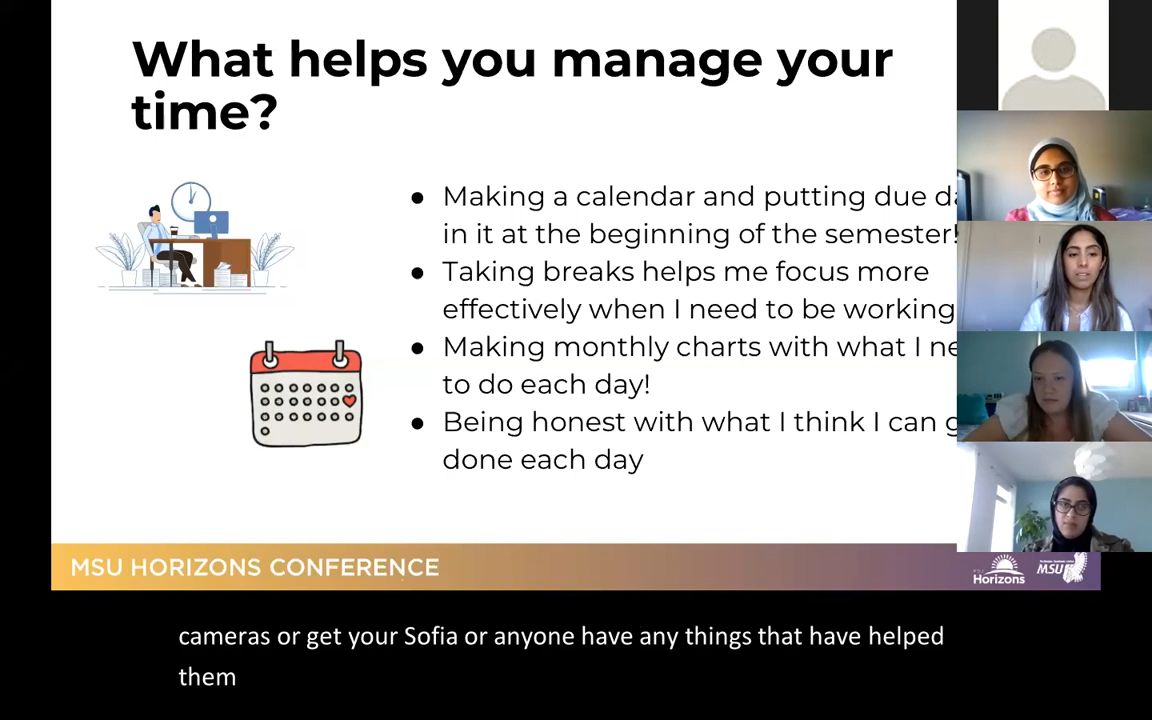 What helps you manage your
time?
● Making a calendar and putting due
in it at the beginning of the semester!
● Taking breaks helps me focus more
effectively when I need to be working
● Making monthly charts with what I
to do each day!
● Being honest with what I think I can
done each day
MSU HORIZONS CONFERENCE
Horizons
MSU
cameras or get your Sofia or anyone have any things that have helped
them